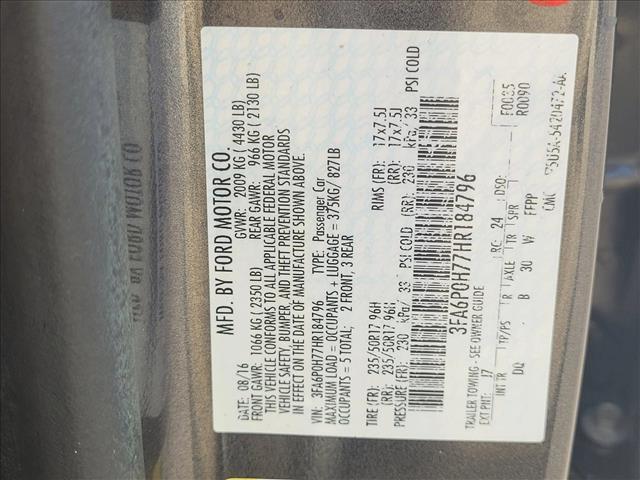 MFD. BY FORD MOTOR CO.
DATE: 08/16 GVWR: 2009 KG ( 4430 LB)
FRONT GAWR: 1066 KG ( 2350 LB) REAR GAWR: 966 KG ( 2130 LB)
THIS VEHICLE CONFORMS TO ALL APPLICABLE FEDERAL MOTOR
VEHICLE SAFETY, BUMPER, AND THEFT PREVENTION STANDARDS
IN EFFECT ON THE DATE OF MANUFACTURE SHOWN ABOVE.
VIN: 3FA6P0H77HR184796 TYPE: Passenger Car
MAXIMUM LOAD = OCCUPANTS + LUGGAGE = 375KG/ 827LB
OCCUPANTS = 5 TOTAL: 2 FRONT, 3 REAR
TIRE (FR): 235/50R17 96H RIMS (FR): 17x7.5J
(RR): 235/50R17 96H (RR): 17x7.5J
PRESSURE (FR): 230 kPa/ 33 PSI COLD (RR): 230 kPa/ 33 PSI COLD
3FA6P0H77HR184796
TRAILER TOWING - SEE OWNER GUIDE
EXT PNT: J7 RC: 24 DSO: F0085
R0090
INT TR TP/PS R AXLE TR SPR
DQ B 30 W FFPP